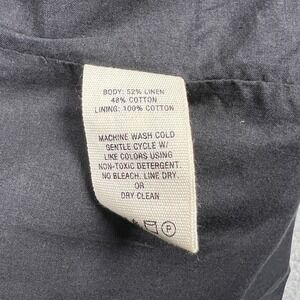 BODY: 52% LINEN
48% COTTON
LINING: 100% COTTON
MACHINE WASH COLD
GENTLE CYCLE W/
LIKE COLORS USING
NON-TOXIC DETERGENT.
NO BLEACH. LINE DRY.
OR
DRY CLEAN
P